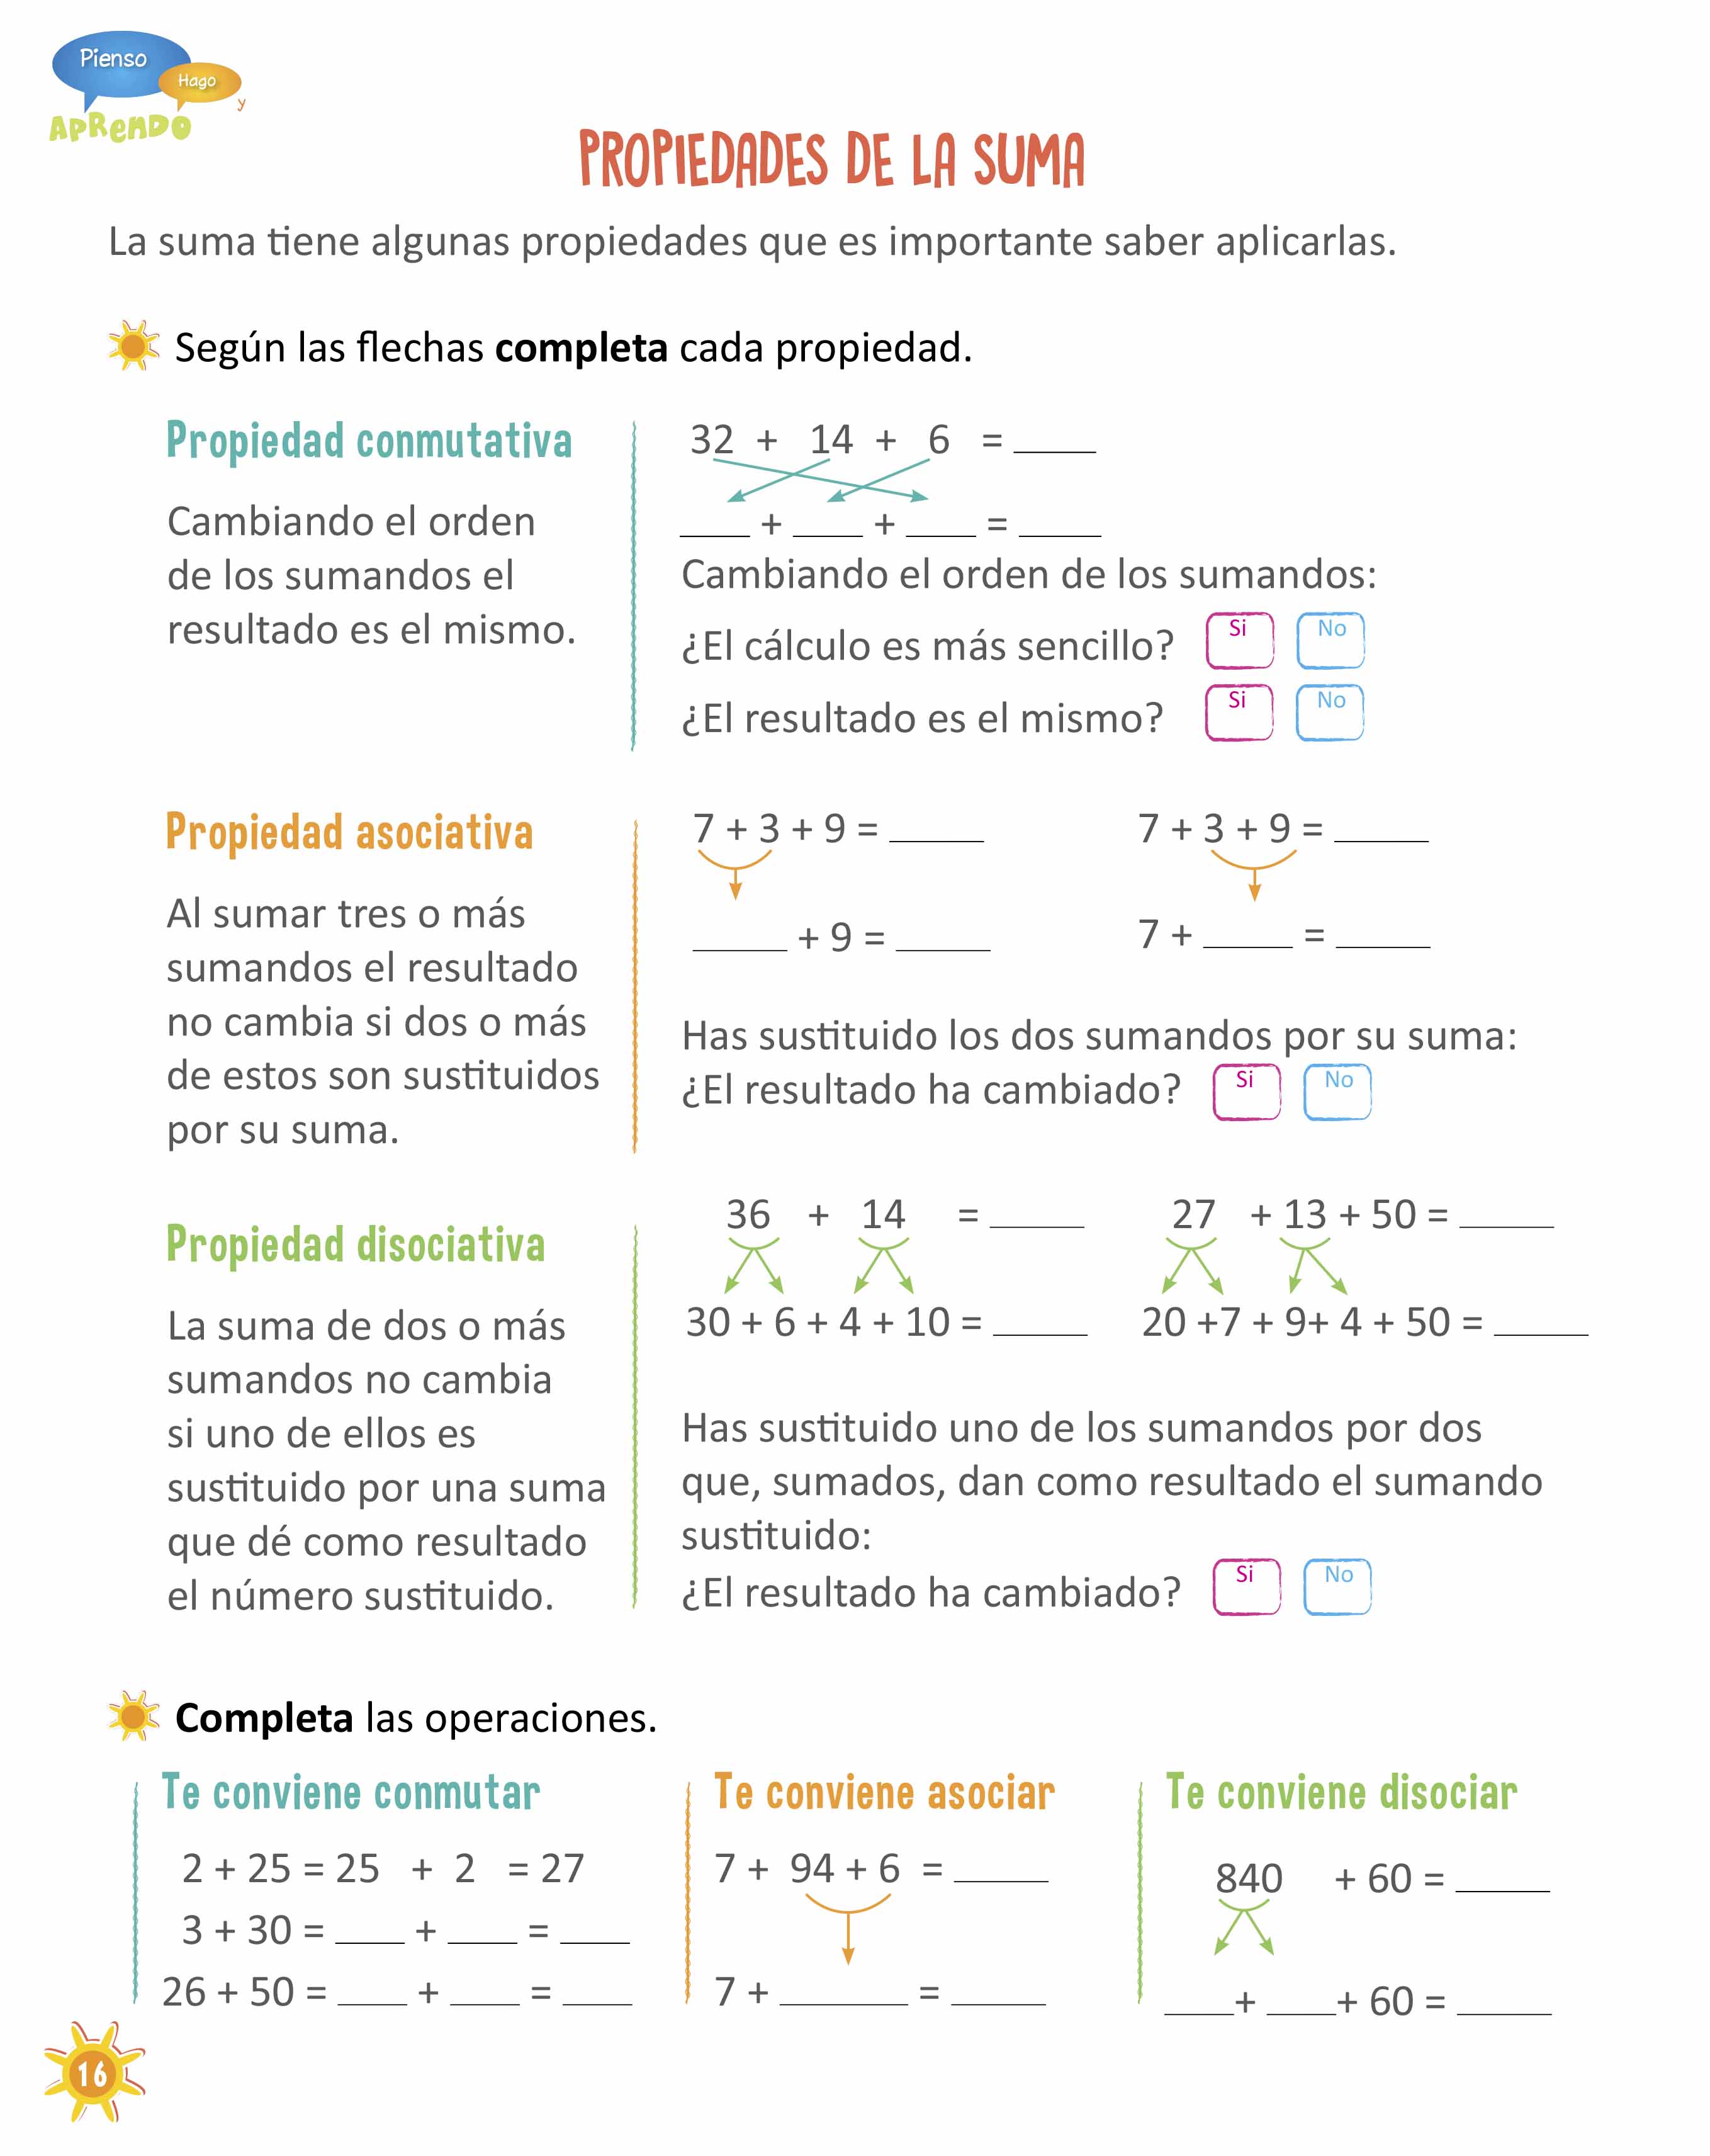 Pienso
Hago
y
APReNDO
PROPIEDADES DE LA SUMA
La suma tiene algunas propiedades que es importante saber aplicarlas.
Según las flechas completa cada propiedad.
Propiedad conmutativa
Cambiando el orden
de los sumandos el
resultado es el mismo.
32 + 14 + 6 = ____
____ + ____ + ____ = ____
Cambiando el orden de los sumandos:
¿El cálculo es más sencillo? Si No
¿El resultado es el mismo? Si No
Propiedad asociativa
Al sumar tres o más
sumandos el resultado
no cambia si dos o más
de estos son sustituidos
por su suma.
7 + 3 + 9 = ____ 7 + 3 + 9 = ____
____ + 9 = ____ 7 + ____ = ____
Has sustituido los dos sumandos por su suma:
¿El resultado ha cambiado? Si No
Propiedad disociativa
La suma de dos o más
sumandos no cambia
si uno de ellos es
sustituido por una suma
que dé como resultado
el número sustituido.
36 + 14 = ____ 27 + 13 + 50 = ____
30 + 6 + 4 + 10 = ____ 20 +7 + 9+ 4 + 50 = ____
Has sustituido uno de los sumandos por dos
que, sumados, dan como resultado el sumando
sustituido:
¿El resultado ha cambiado? Si No
Completa las operaciones.
Te conviene conmutar
2 + 25 = 25 + 2 = 27
3 + 30 = ____ + ____ = ____
26 + 50 = ____ + ____ = ____
Te conviene asociar
7 + 94 + 6 = ____
7 + ____ = ____
Te conviene disociar
840 + 60 = ____
____+ ____+ 60 = ____
16